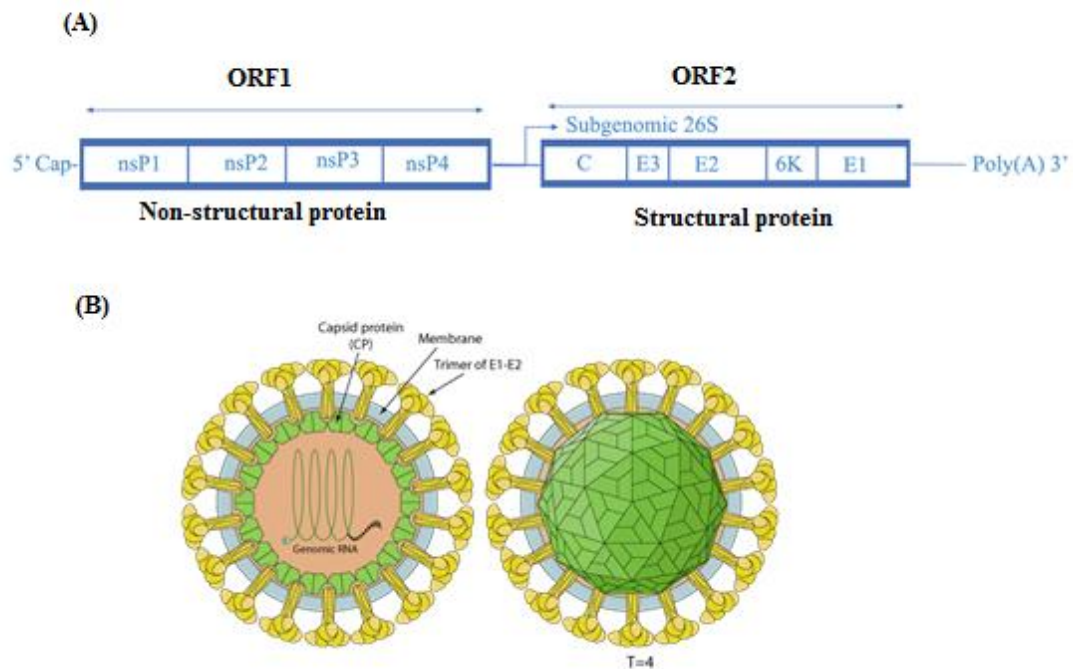 (A)
ORF1
ORF2
Subgenomic 26S
5’ Cap
nsP1
nsP2
nsP3
nsP4
C
E3
E2
6K
E1
Poly(A) 3’
Non-structural protein
Structural protein
(B)
Capsid protein
(CP)
Membrane
Trimer of E1-E2
Genomic RNA
T=4